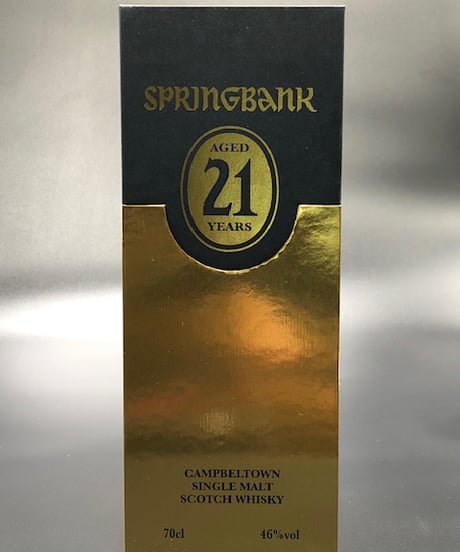 SPRINGBANK
AGED
21
YEARS
CAMPBELTOWN
SINGLE MALT
SCOTCH WHISKY
70cl 46%vol